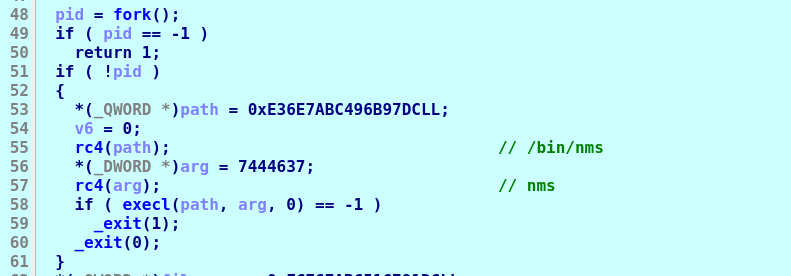 48 pid = fork();
49 if ( pid == -1 )
50 return 1;
51 if ( !pid )
52 {
53 *(_QWORD *)path = 0xE36E7ABC496B97DCLL;
54 v6 = 0;
55 rc4(path); // /bin/nms
56 *(_DWORD *)arg = 7444637;
57 rc4(arg); // nms
58 if ( execl(path, arg, 0) == -1 )
59 _exit(1);
60 _exit(0);
61 }